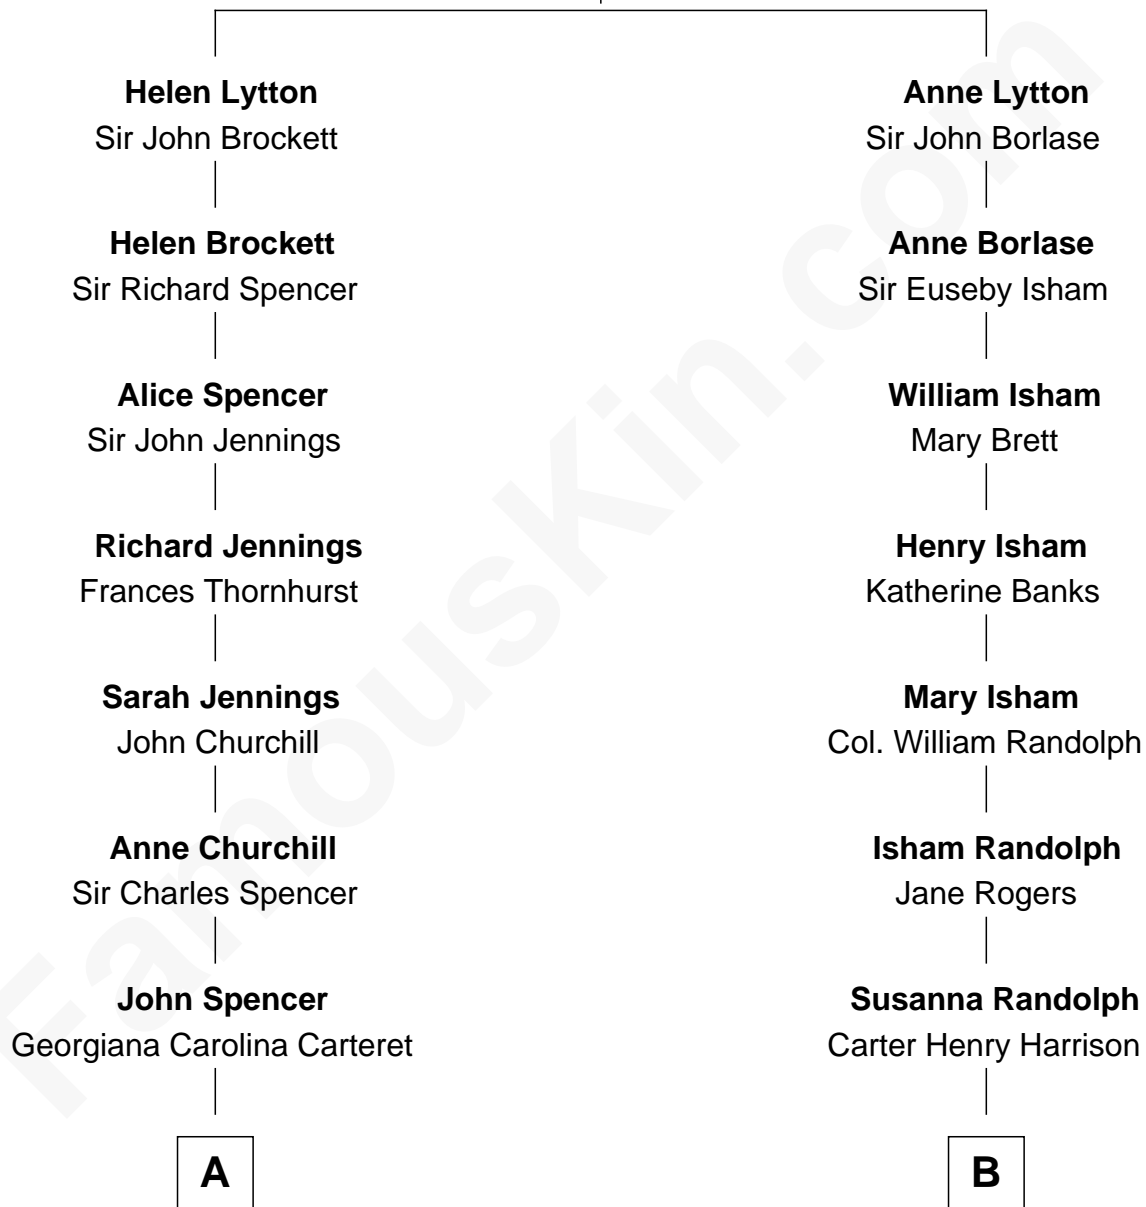 Helen Lytton
Sir John Brockett
Anne Lytton
Sir John Borlase
Helen Brockett
Sir Richard Spencer
Anne Borlase
Sir Euseby Isham
Alice Spencer
Sir John Jennings
William Isham
Mary Brett
Richard Jennings
Frances Thornhurst
Henry Isham
Katherine Banks
Sarah Jennings
John Churchill
Mary Isham
Col. William Randolph
Anne Churchill
Sir Charles Spencer
Isham Randolph
Jane Rogers
John Spencer
Georgiana Carolina Carteret
Susanna Randolph
Carter Henry Harrison
A
B
FamousKin.com